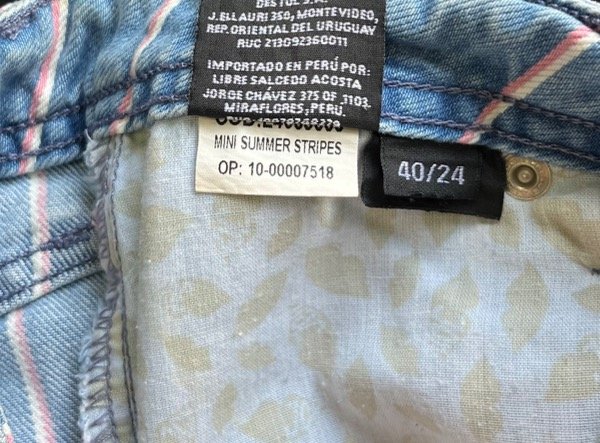 J.ELLAURI 350, MONTEVIDEO,
REP.ORIENTAL DEL URUGUAY
RUC 213092360011
IMPORTADO EN PERÚ POR:
LIBRE SALCEDO ACOSTA
JORGE CHÁVEZ 375 OF 1103.
MIRAFLORES, PERU.
MINI SUMMER STRIPES
OP: 10-00007518
40/24